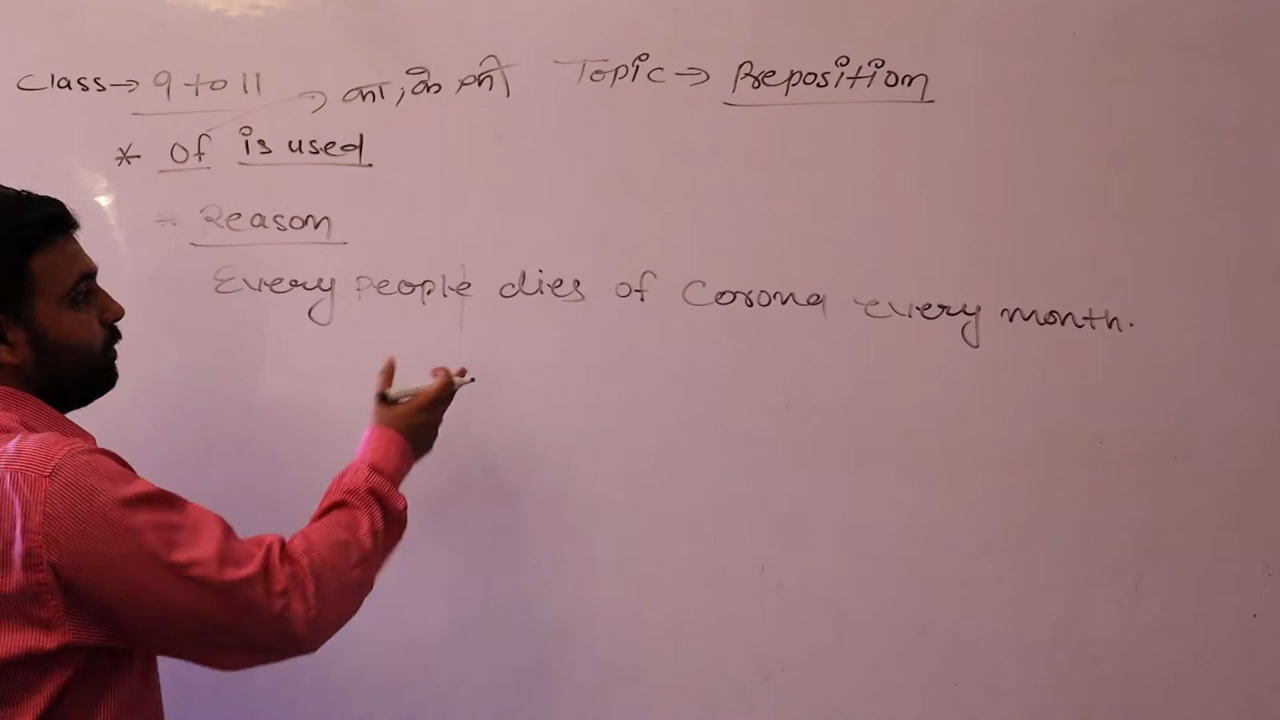 Class → 9 to 11 → का, के, की Topic → Preposition
* Of is used
= Reason
Every people dies of Corona every month.